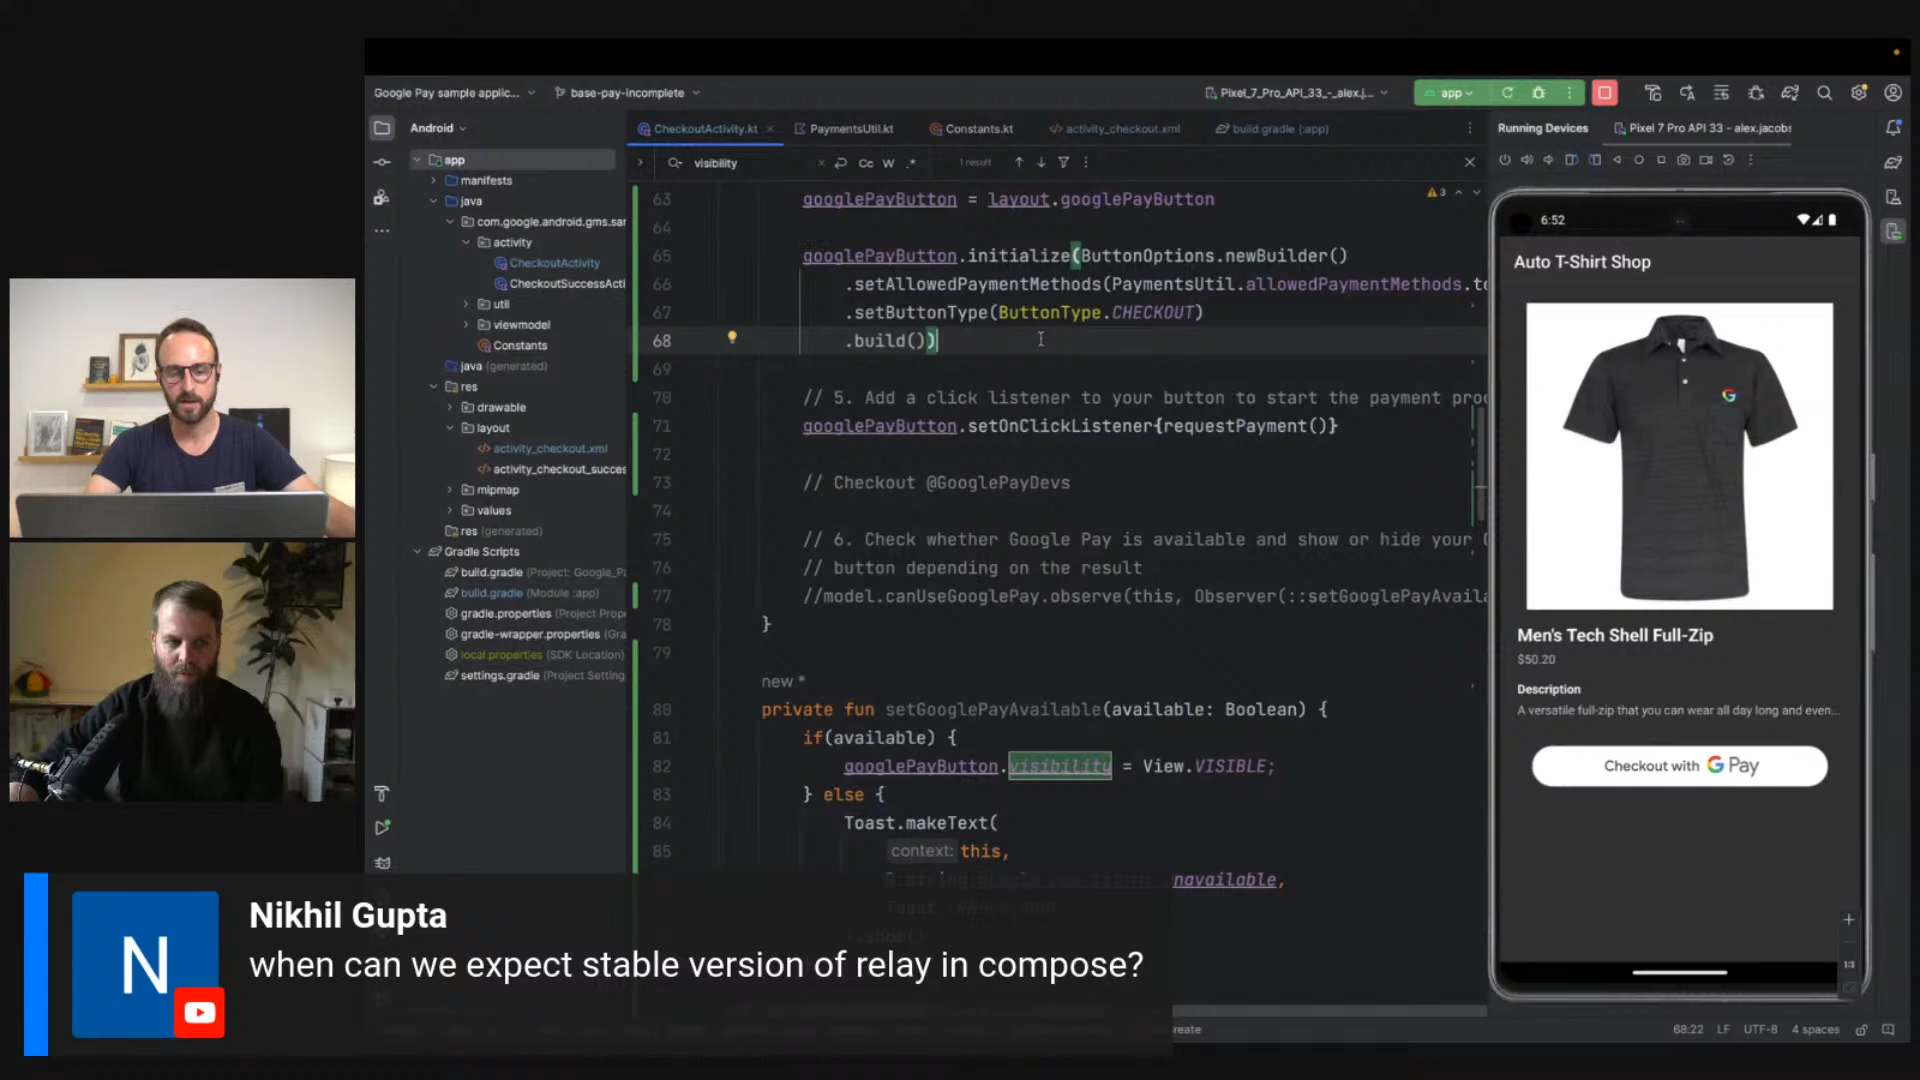 Google Pay sample applic...
base-pay-incomplete
Pixel_7_Pro_API_33_-_alex.j...
app
Android
CheckoutActivity.kt
PaymentsUtil.kt
Constants.kt
activity_checkout.xml
build.gradle (:app)
Running Devices
Pixel 7 Pro API 33 - alex.jacobs
visibility
Cc W .*
1 result
3
app
manifests
java
com.google.android.gms.sar
activity
CheckoutActivity
CheckoutSuccessActi
util
viewmodel
Constants
java (generated)
res
drawable
layout
activity_checkout.xml
activity_checkout_succes
mipmap
values
res (generated)
Gradle Scripts
build.gradle (Project: Google_Pa
build.gradle (Module :app)
gradle.properties (Project Prope
gradle-wrapper.properties (Gra
local.properties (SDK Location)
settings.gradle (Project Setting
63 googlePayButton = layout.googlePayButton
64
65 googlePayButton.initialize(ButtonOptions.newBuilder()
66 .setAllowedPaymentMethods(PaymentsUtil.allowedPaymentMethods.to
67 .setButtonType(ButtonType.CHECKOUT)
68 .build())
69
70 // 5. Add a click listener to your button to start the payment pro
71 googlePayButton.setOnClickListener{requestPayment()}
72
73 // Checkout @GooglePayDevs
74
75 // 6. Check whether Google Pay is available and show or hide your
76 // button depending on the result
77 //model.canUseGooglePay.observe(this, Observer(::setGooglePayAvaila
78 }
79
new *
80 private fun setGooglePayAvailable(available: Boolean) {
81 if(available) {
82 googlePayButton.visibility = View.VISIBLE;
83 } else {
84 Toast.makeText(
85 context: this,
navailable,
6:52
Auto T-Shirt Shop
G
Men's Tech Shell Full-Zip
$50.20
Description
A versatile full-zip that you can wear all day long and even...
Checkout with G Pay
1:1
N
Nikhil Gupta
when can we expect stable version of relay in compose?
reate
68:22 LF UTF-8 4 spaces